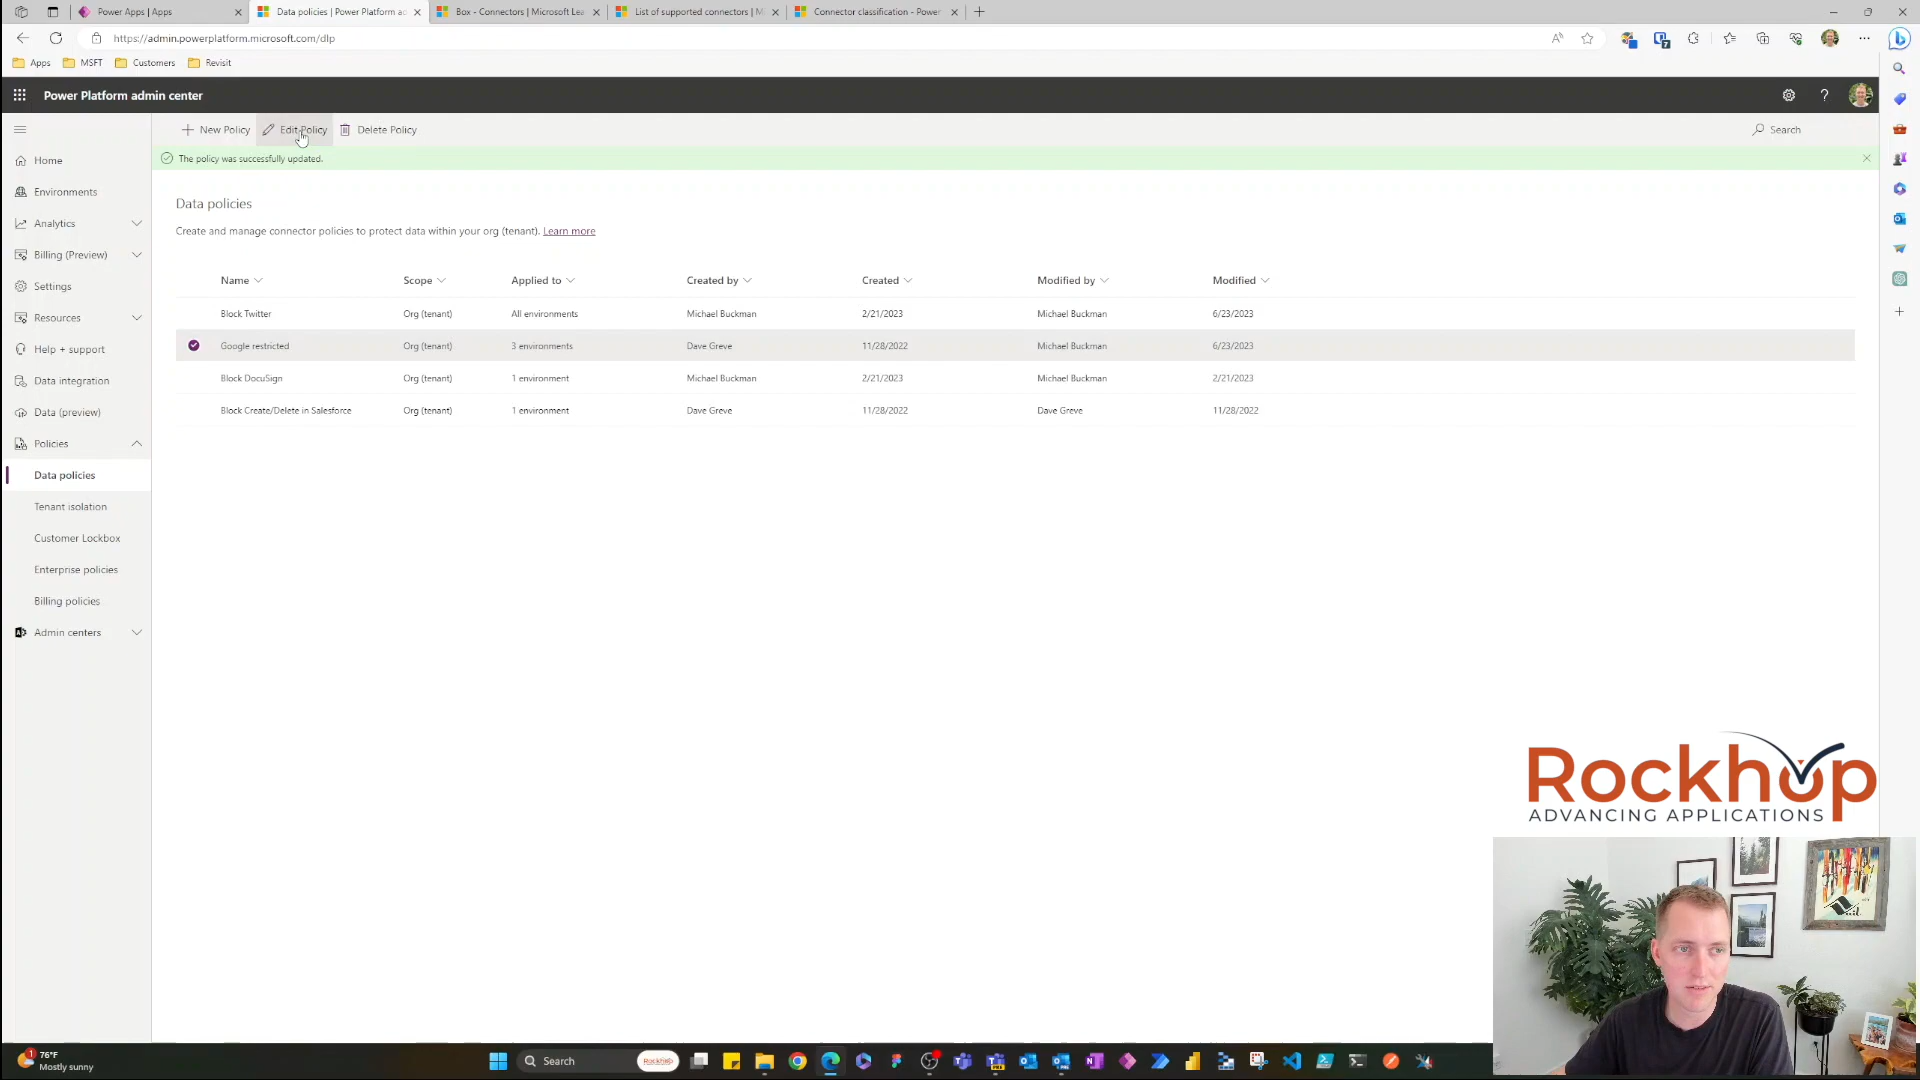 Power Apps | Apps
Data policies | Power Platform ad
Box - Connectors | Microsoft Lea
List of supported connectors | Mi
Connector classification - Power
https://admin.powerplatform.microsoft.com/dlp
Apps
MSFT
Customers
Revisit
Power Platform admin center
New Policy
Edit Policy
Delete Policy
Search
The policy was successfully updated.
Home
Environments
Analytics
Billing (Preview)
Settings
Resources
Help + support
Data integration
Data (preview)
Policies
Data policies
Tenant isolation
Customer Lockbox
Enterprise policies
Billing policies
Admin centers
Data policies
Create and manage connector policies to protect data within your org (tenant). Learn more
Name Scope Applied to Created by Created Modified by Modified
Block Twitter Org (tenant) All environments Michael Buckman 2/21/2023 Michael Buckman 6/23/2023
Google restricted Org (tenant) 3 environments Dave Greve 11/28/2022 Michael Buckman 6/23/2023
Block DocuSign Org (tenant) 1 environment Michael Buckman 2/21/2023 Michael Buckman 2/21/2023
Block Create/Delete in Salesforce Org (tenant) 1 environment Dave Greve 11/28/2022 Dave Greve 11/28/2022
Rockhop
ADVANCING APPLICATIONS
1
76°F
Mostly sunny
Search
Rockhop